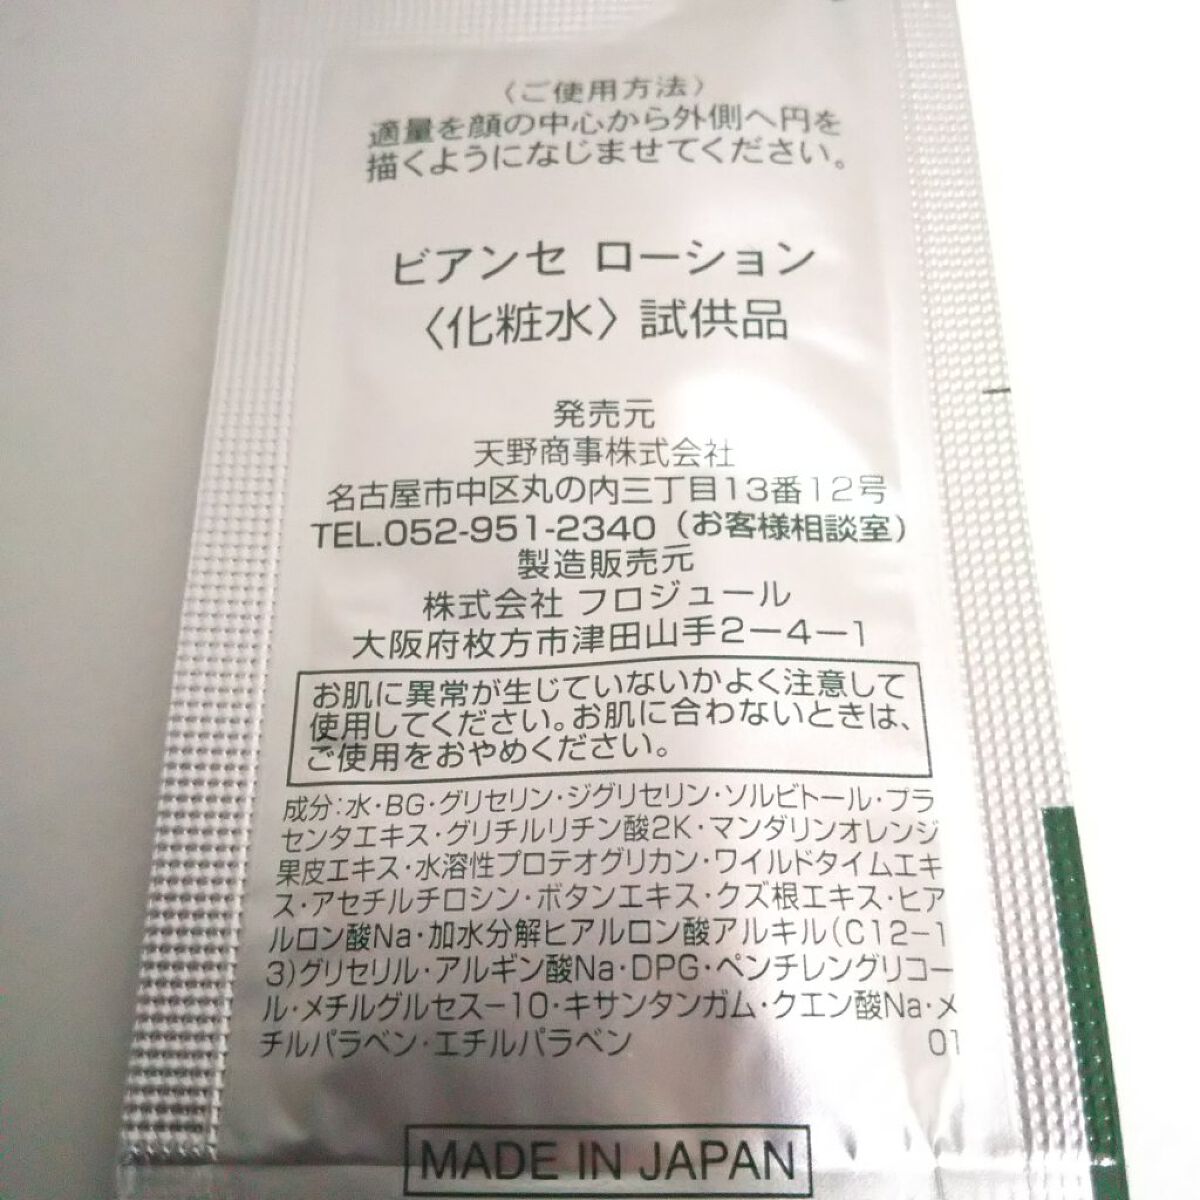 〈ご使用方法〉
適量を顔の中心から外側へ円を
描くようになじませてください。
ビアンセ ローション
〈化粧水〉試供品
発売元
天野商事株式会社
名古屋市中区丸の内三丁目13番12号
TEL.052-951-2340（お客様相談室）
製造販売元
株式会社 フロジュール
大阪府枚方市津田山手2ー4ー1
お肌に異常が生じていないかよく注意して
使用してください。お肌に合わないときは、
ご使用をおやめください。
成分：水・BG・グリセリン・ジグリセリン・ソルビトール・プラ
センタエキス・グリチルリチン酸2K・マンダリンオレンジ
果皮エキス・水溶性プロテオグリカン・ワイルドタイムエキ
ス・アセチルチロシン・ボタンエキス・クズ根エキス・ヒア
ルロン酸Na・加水分解ヒアルロン酸アルキル(C12-1
3)グリセリル・アルギン酸Na・DPG・ペンチレングリコー
ル・メチルグルセス-10・キサンタンガム・クエン酸Na・メ
チルパラベン・エチルパラベン 01
MADE IN JAPAN